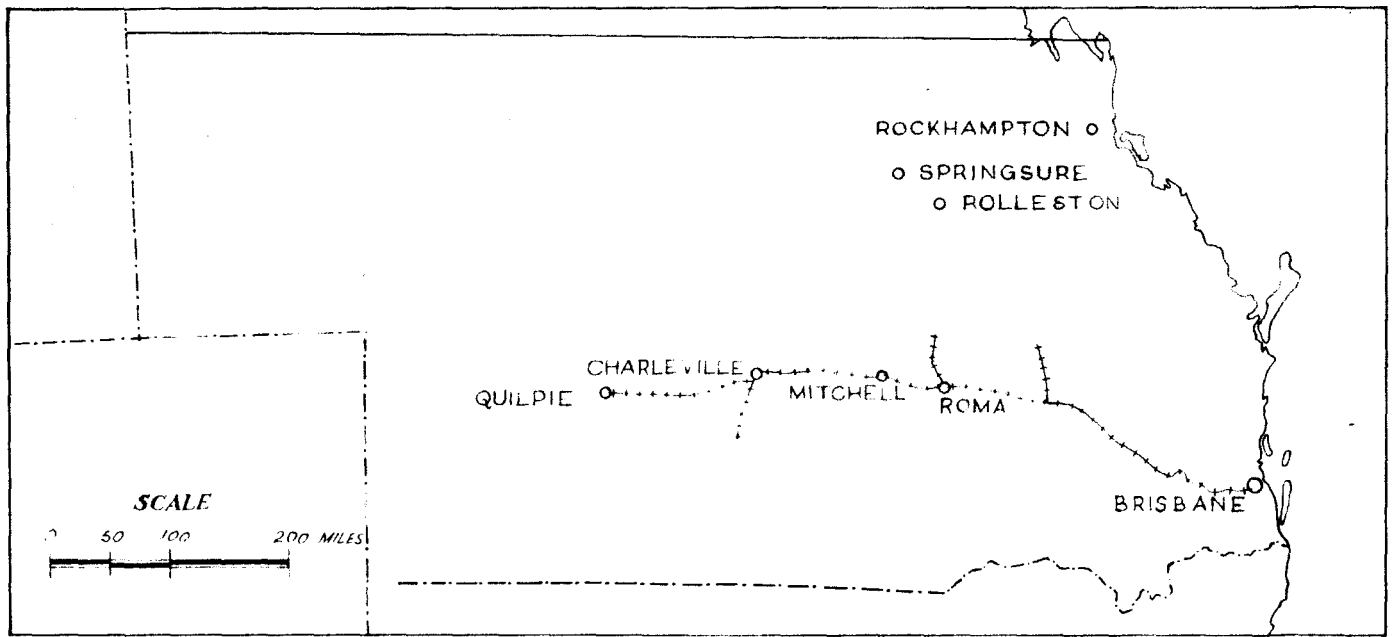 ROCKHAMPTON
SPRINGSURE
ROLLESTON
CHARLEVILLE
MITCHELL
QUILPIE
ROMA
BRISBANE
SCALE
0 50 100 200 MILES